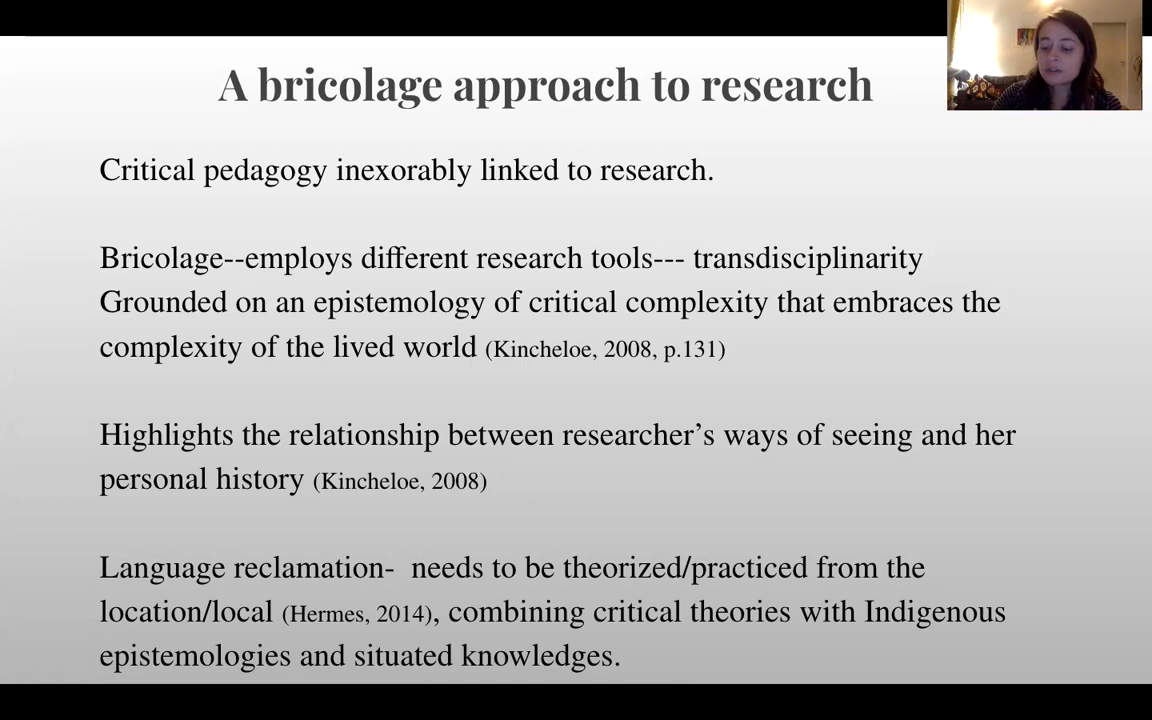 A bricolage approach to research
Critical pedagogy inexorably linked to research.
Bricolage--employs different research tools--- transdisciplinarity
Grounded on an epistemology of critical complexity that embraces the
complexity of the lived world (Kincheloe, 2008, p.131)
Highlights the relationship between researcher’s ways of seeing and her
personal history (Kincheloe, 2008)
Language reclamation-  needs to be theorized/practiced from the
location/local (Hermes, 2014), combining critical theories with Indigenous
epistemologies and situated knowledges.